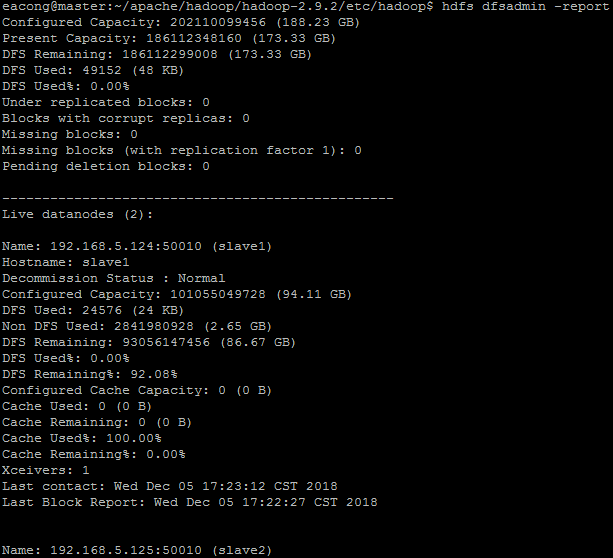 eacong@master:~/apache/hadoop/hadoop-2.9.2/etc/hadoop$ hdfs dfsadmin -report
Configured Capacity: 202110099456 (188.23 GB)
Present Capacity: 186112348160 (173.33 GB)
DFS Remaining: 186112299008 (173.33 GB)
DFS Used: 49152 (48 KB)
DFS Used%: 0.00%
Under replicated blocks: 0
Blocks with corrupt replicas: 0
Missing blocks: 0
Missing blocks (with replication factor 1): 0
Pending deletion blocks: 0
-------------------------------------------------
Live datanodes (2):
Name: 192.168.5.124:50010 (slave1)
Hostname: slave1
Decommission Status : Normal
Configured Capacity: 101055049728 (94.11 GB)
DFS Used: 24576 (24 KB)
Non DFS Used: 2841980928 (2.65 GB)
DFS Remaining: 93056147456 (86.67 GB)
DFS Used%: 0.00%
DFS Remaining%: 92.08%
Configured Cache Capacity: 0 (0 B)
Cache Used: 0 (0 B)
Cache Remaining: 0 (0 B)
Cache Used%: 100.00%
Cache Remaining%: 0.00%
Xceivers: 1
Last contact: Wed Dec 05 17:23:12 CST 2018
Last Block Report: Wed Dec 05 17:22:27 CST 2018
Name: 192.168.5.125:50010 (slave2)